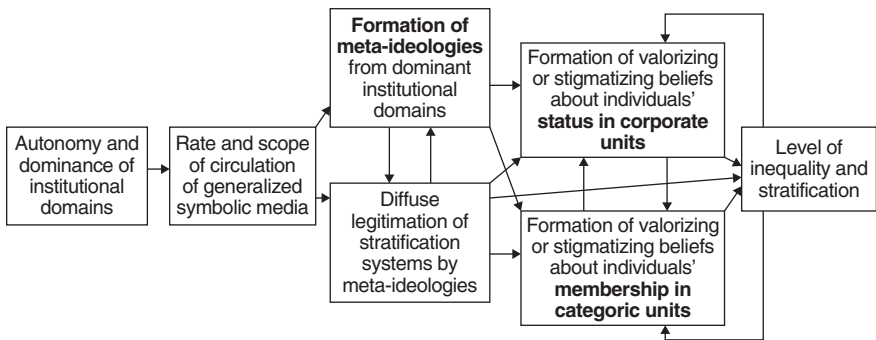 Autonomy and
dominance of
institutional
domains
Rate and scope
of circulation
of generalized
symbolic media
Formation of
meta-ideologies
from dominant
institutional
domains
Diffuse
legitimation of
stratification
systems by
meta-ideologies
Formation of valorizing
or stigmatizing beliefs
about individuals’
status in corporate
units
Formation of valorizing
or stigmatizing beliefs
about individuals’
membership in
categoric units
Level of
inequality and
stratification